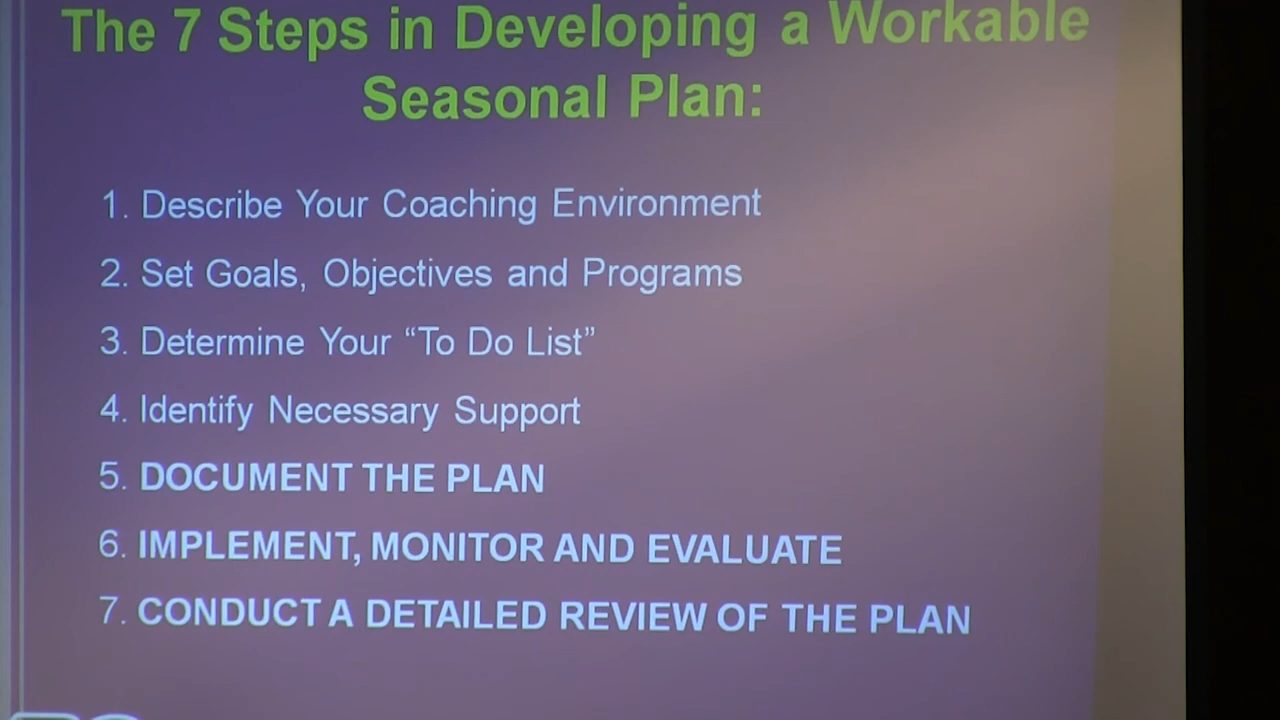 The 7 Steps in Developing a Workable
Seasonal Plan:
1. Describe Your Coaching Environment
2. Set Goals, Objectives and Programs
3. Determine Your “To Do List”
4. Identify Necessary Support
5. DOCUMENT THE PLAN
6. IMPLEMENT, MONITOR AND EVALUATE
7. CONDUCT A DETAILED REVIEW OF THE PLAN